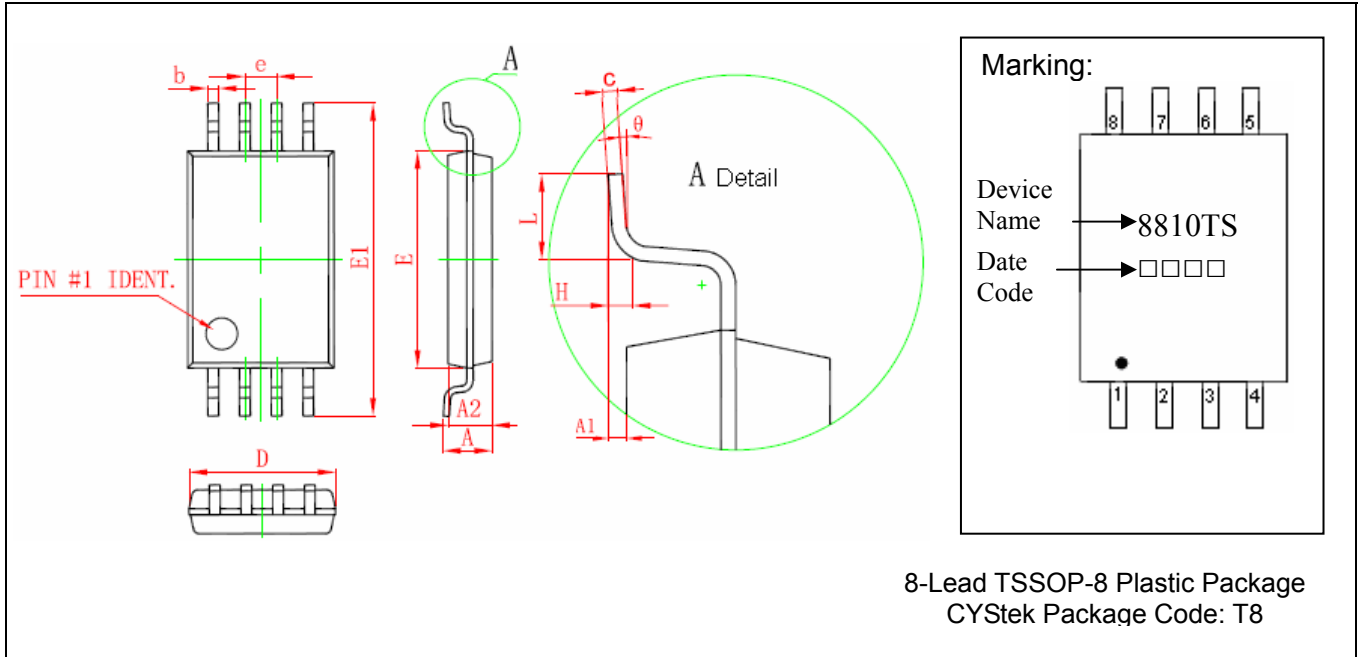 b
e
A
C
θ
A Detail
L
E1
E
H
PIN #1 IDENT.
A2
A
A1
D
Marking:
8 7 6 5
Device
Name
8810TS
Date
Code
□□□□
1 2 3 4
8-Lead TSSOP-8 Plastic Package
CYStek Package Code: T8